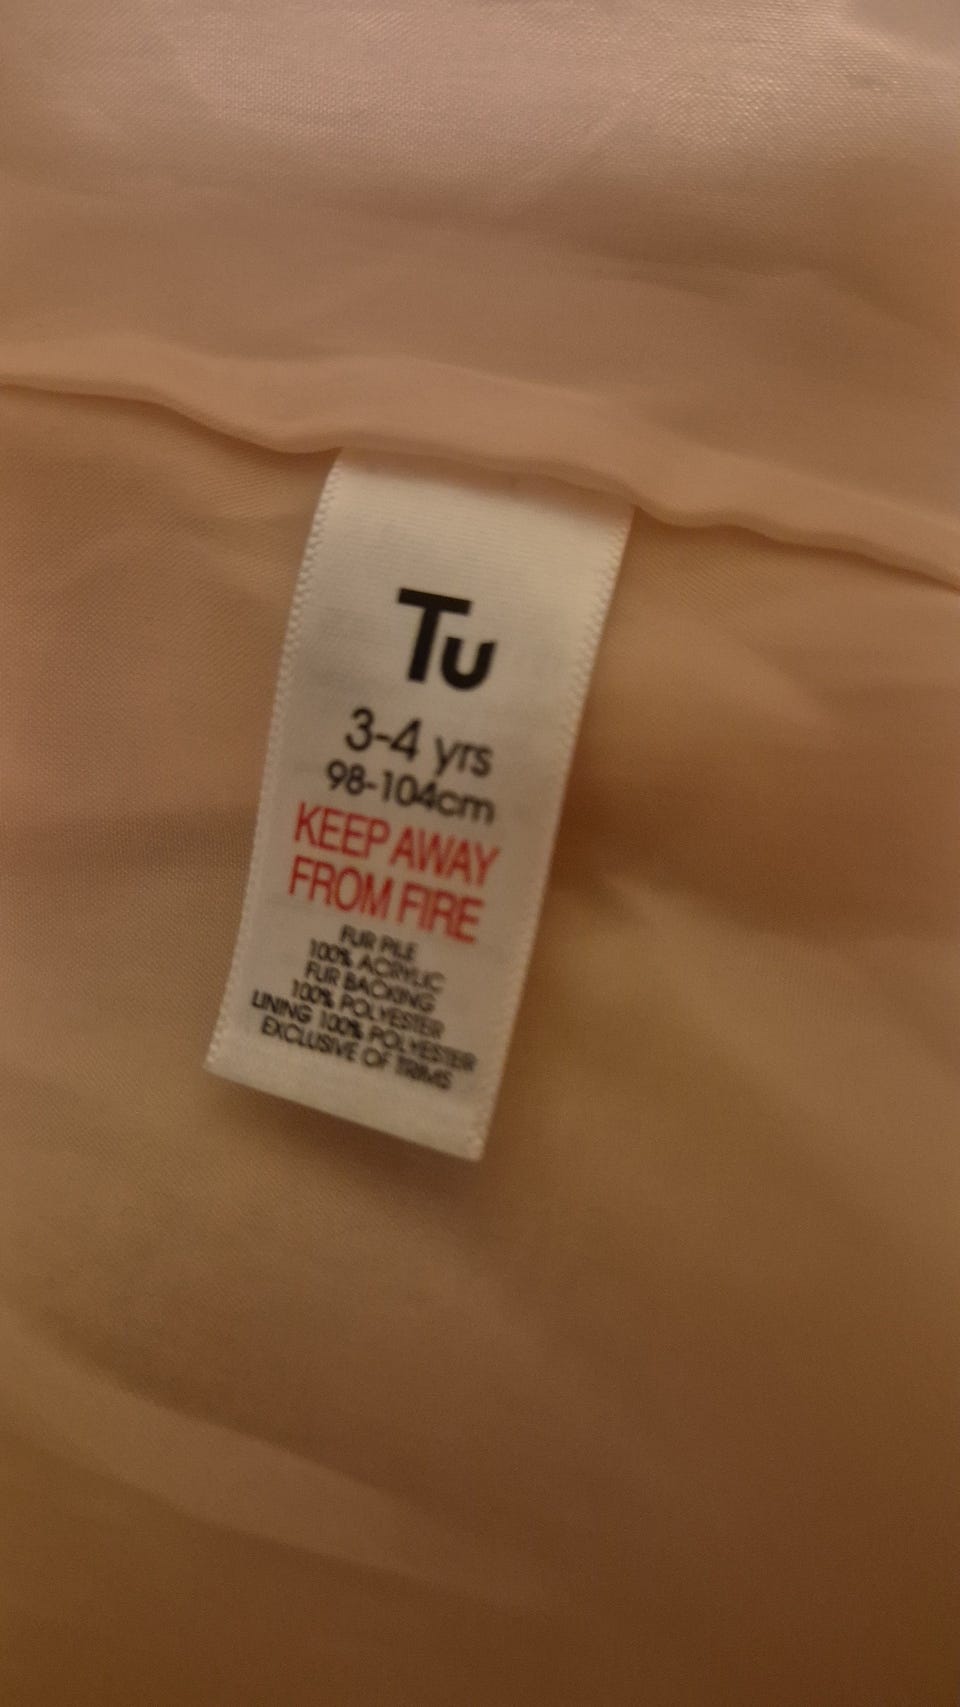 Tu
3-4 yrs
98-104cm
KEEP AWAY
FROM FIRE
FUR PILE
100% ACRYLIC
FUR BACKING
100% POLYESTER
LINING 100% POLYESTER
EXCLUSIVE OF TRIMS